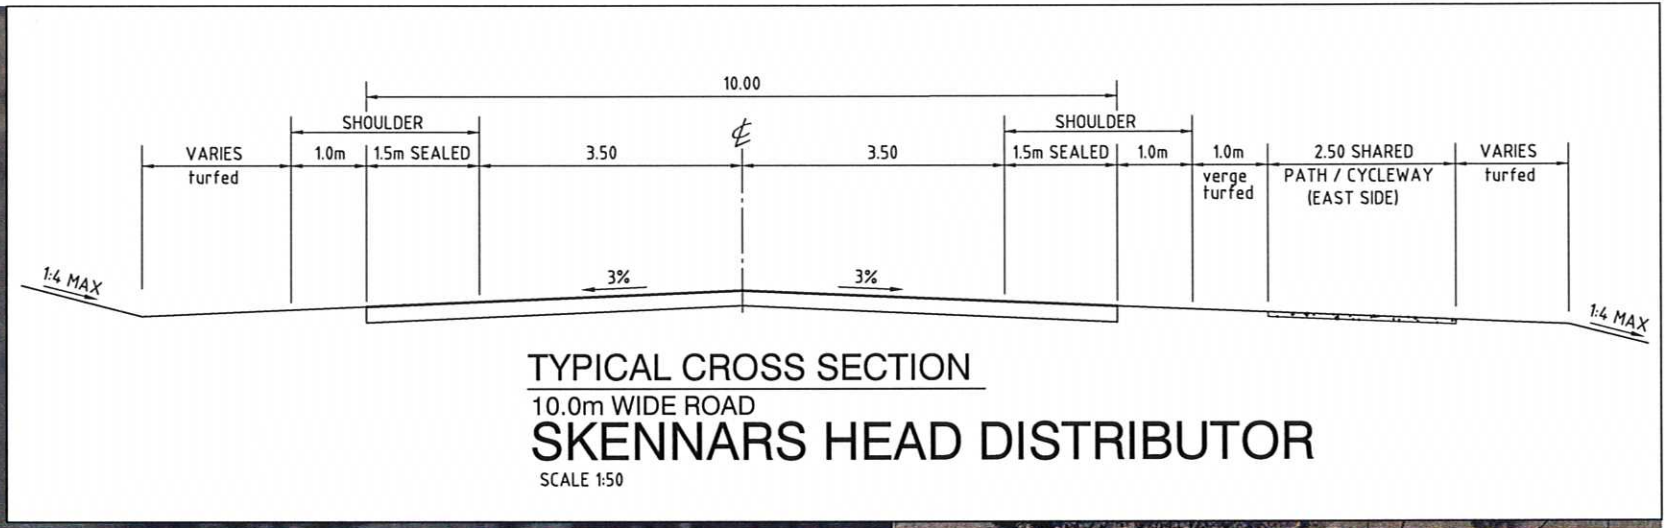 10.00
SHOULDER
SHOULDER
VARIES
turfed
1.0m
1.5m SEALED
3.50
℄
3.50
1.5m SEALED
1.0m
1.0m
verge
turfed
2.50 SHARED
PATH / CYCLEWAY
(EAST SIDE)
VARIES
turfed
1:4 MAX
3%
3%
1:4 MAX
TYPICAL CROSS SECTION
10.0m WIDE ROAD
SKENNARS HEAD DISTRIBUTOR
SCALE 1:50